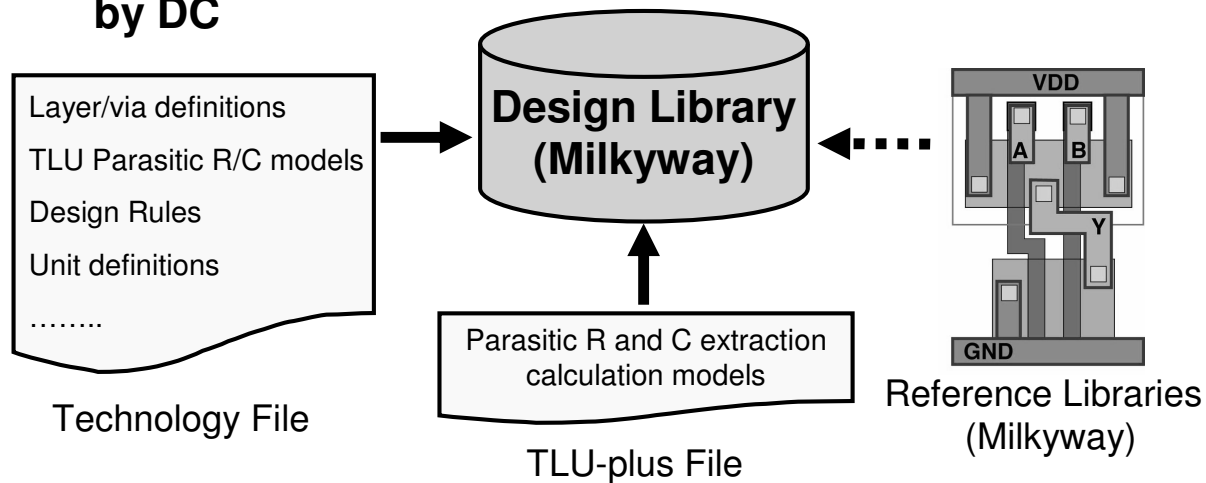 by DC
Layer/via definitions
TLU Parasitic R/C models
Design Rules
Unit definitions
……..
Technology File
Design Library
(Milkyway)
Parasitic R and C extraction
calculation models
TLU-plus File
VDD
A
B
Y
GND
Reference Libraries
(Milkyway)